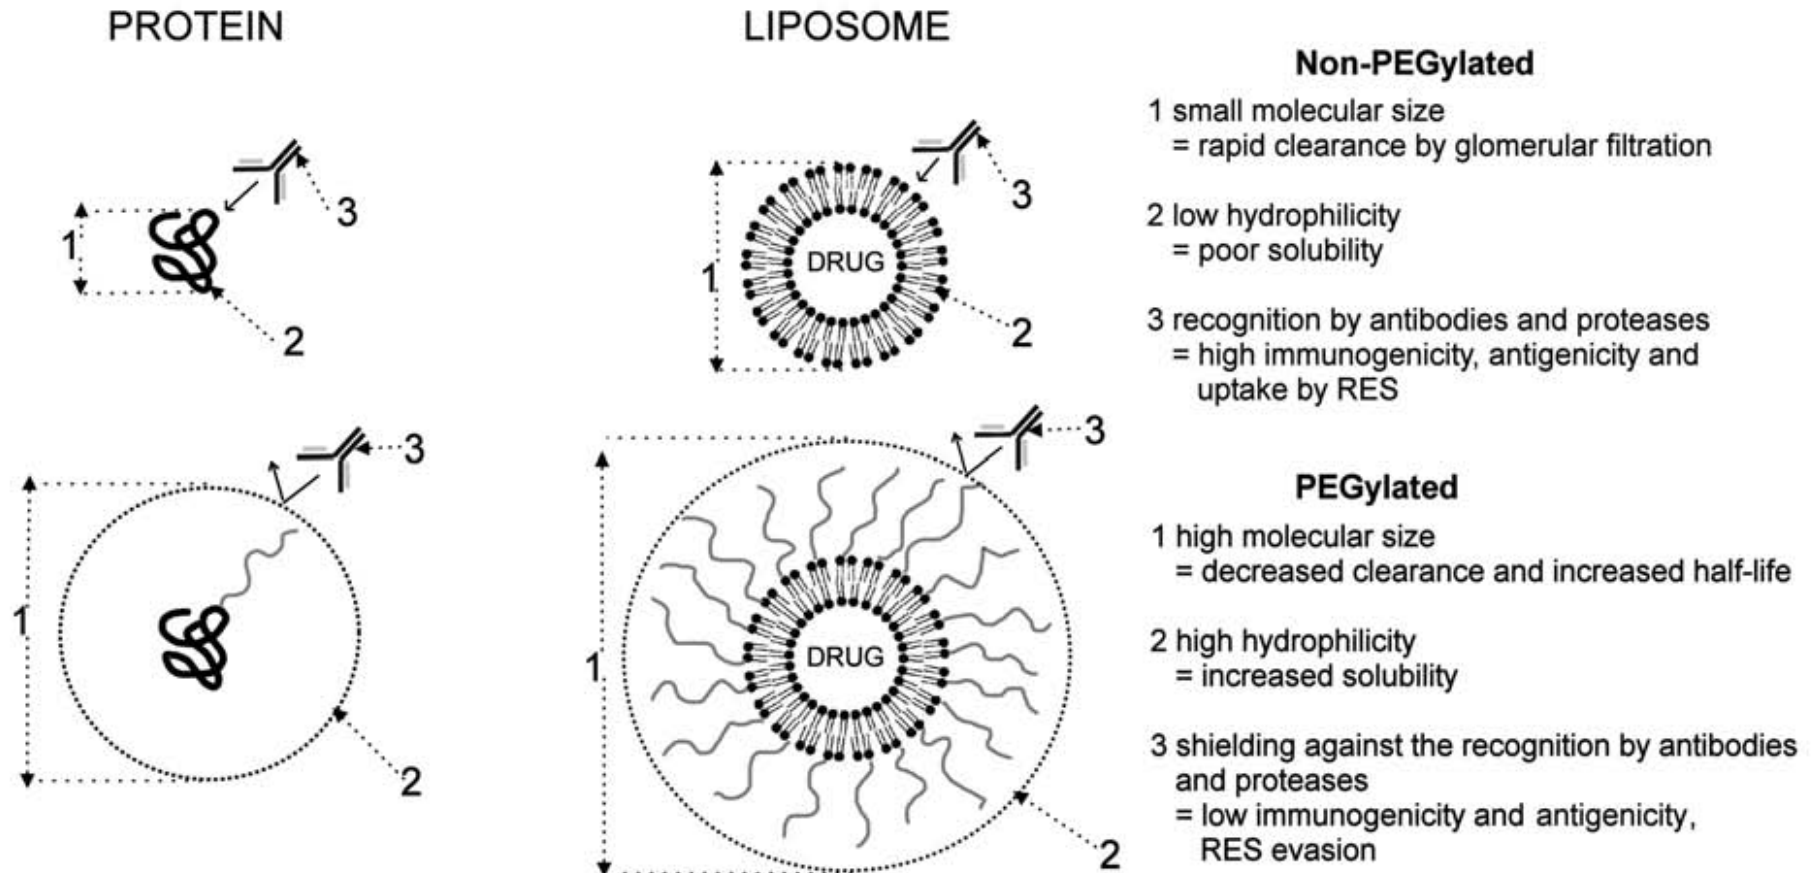 PROTEIN
1
2
3
1
2
3
LIPOSOME
DRUG
1
2
3
DRUG
1
2
3
Non-PEGylated
1 small molecular size
= rapid clearance by glomerular filtration
2 low hydrophilicity
= poor solubility
3 recognition by antibodies and proteases
= high immunogenicity, antigenicity and
uptake by RES
PEGylated
1 high molecular size
= decreased clearance and increased half-life
2 high hydrophilicity
= increased solubility
3 shielding against the recognition by antibodies
and proteases
= low immunogenicity and antigenicity,
RES evasion